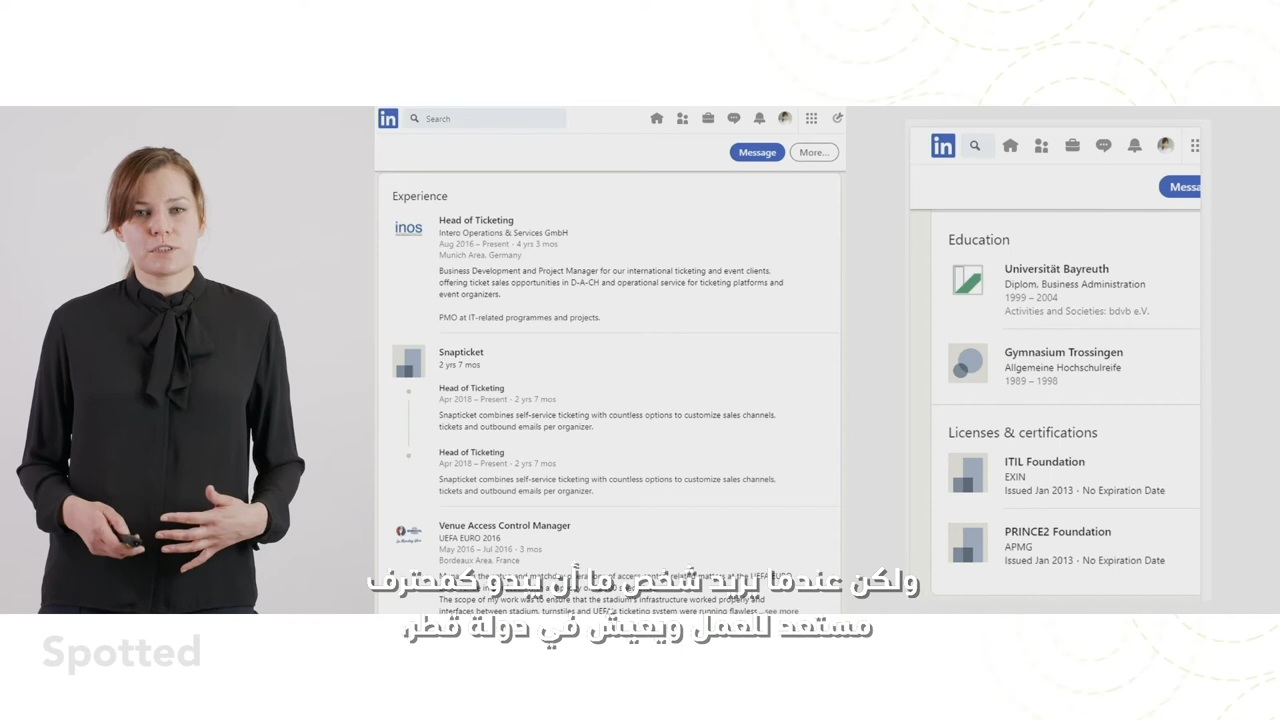 Search
Message
More...
Experience
inos
Head of Ticketing
Intero Operations & Services GmbH
Aug 2016 – Present · 4 yrs 3 mos
Munich Area, Germany
Business Development and Project Manager for our international ticketing and event clients,
offering ticket sales opportunities in D-A-CH and operational service for ticketing platforms and
event organizers.
PMO at IT-related programmes and projects.
Snapticket
2 yrs 7 mos
Head of Ticketing
Apr 2018 – Present · 2 yrs 7 mos
Snapticket combines self-service ticketing with countless options to customize sales channels,
tickets and outbound emails per organizer.
Head of Ticketing
Apr 2018 – Present · 2 yrs 7 mos
Snapticket combines self-service ticketing with countless options to customize sales channels,
tickets and outbound emails per organizer.
Venue Access Control Manager
UEFA EURO 2016
May 2016 – Jul 2016 · 3 mos
Bordeaux Area, France
The scope of my work was to ensure that the stadium's infrastructure worked properly and
interfaces between stadium, turnstiles and UEFA's ticketing system were running flawless...see more
in
in
Messa
Education
Universität Bayreuth
Diplom, Business Administration
1999 – 2004
Activities and Societies: bdvb e.V.
Gymnasium Trossingen
Allgemeine Hochschulreife
1989 – 1998
Licenses & certifications
ITIL Foundation
EXIN
Issued Jan 2013 · No Expiration Date
PRINCE2 Foundation
APMG
Issued Jan 2013 · No Expiration Date
ولكن عندما يريد شخص ما أن يبدو كمحترف
مستعد للعمل ويعيش في دولة قطر،
Spotted